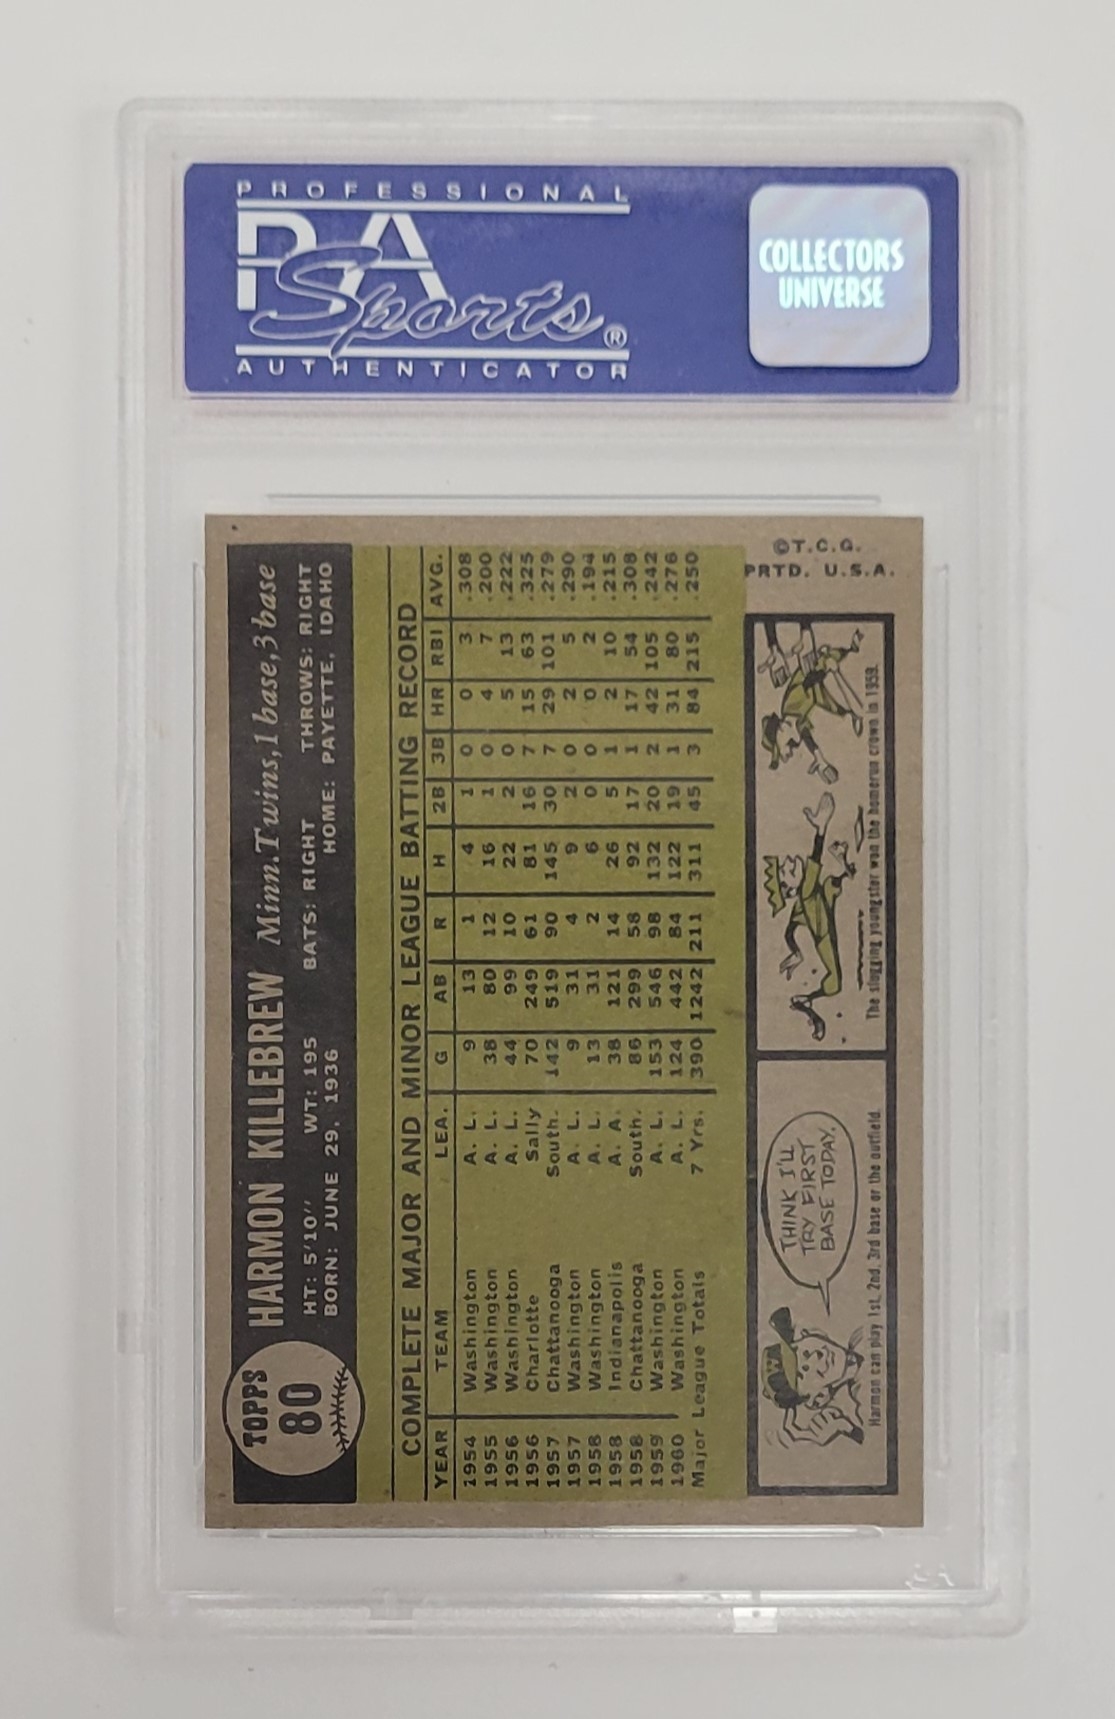 PROFESSIONAL
PSA
Sports®
AUTHENTICATOR
COLLECTORS
UNIVERSE
TOPPS
80
HARMON KILLEBREW Minn. Twins, 1 base, 3 base
HT: 5'10'' WT: 195 BATS: RIGHT THROWS: RIGHT
BORN: JUNE 29, 1936 HOME: PAYETTE, IDAHO
COMPLETE MAJOR AND MINOR LEAGUE BATTING RECORD
YEAR TEAM LEA. G AB R H 2B 3B HR RBI AVG.
1954 Washington A. L. 9 13 1 4 1 0 0 3 .308
1955 Washington A. L. 38 80 12 16 1 0 4 7 .200
1956 Washington A. L. 44 99 10 22 2 0 5 13 .222
1956 Charlotte Sally 70 249 61 81 16 7 15 63 .325
1957 Chattanooga South. 142 519 90 145 30 7 29 101 .279
1957 Washington A. L. 9 31 4 9 2 0 2 5 .290
1958 Washington A. L. 13 31 2 6 0 0 0 2 .194
1958 Indianapolis A. A. 38 121 14 26 5 1 2 10 .215
1958 Chattanooga South. 86 299 58 92 17 1 17 54 .308
1959 Washington A. L. 153 546 98 132 20 2 42 105 .242
1960 Washington A. L. 124 442 84 122 19 1 31 80 .276
Major League Totals 7 Yrs. 390 1242 211 311 45 3 84 215 .250
THINK I'LL
TRY FIRST
BASE TODAY.
Harmon can play 1st, 2nd, 3rd base or the outfield.
The slugging youngster won the homerun crown in 1959.
©T.C.G.
PRTD. U.S.A.